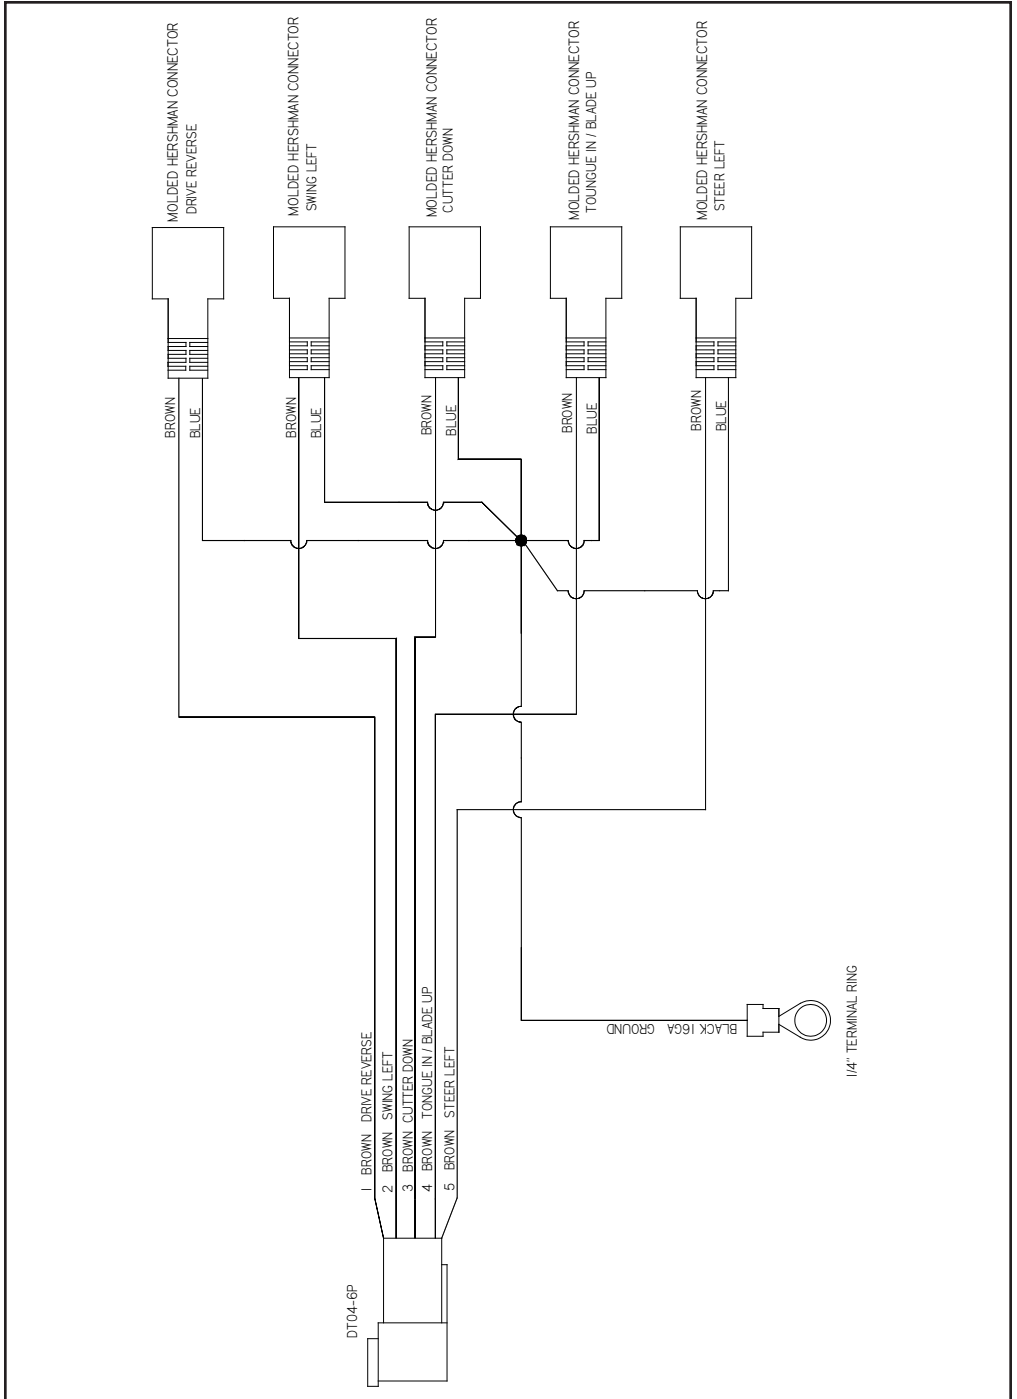 MOLDED HERSHMAN CONNECTOR
DRIVE REVERSE
MOLDED HERSHMAN CONNECTOR
SWING LEFT
MOLDED HERSHMAN CONNECTOR
CUTTER DOWN
MOLDED HERSHMAN CONNECTOR
TOUNGUE IN / BLADE UP
MOLDED HERSHMAN CONNECTOR
STEER LEFT
BROWN
BLUE
BROWN
BLUE
BROWN
BLUE
BROWN
BLUE
BROWN
BLUE
1 BROWN DRIVE REVERSE
2 BROWN SWING LEFT
3 BROWN CUTTER DOWN
4 BROWN TONGUE IN / BLADE UP
5 BROWN STEER LEFT
BLACK 16GA GROUND
1/4" TERMINAL RING
DT04-6P